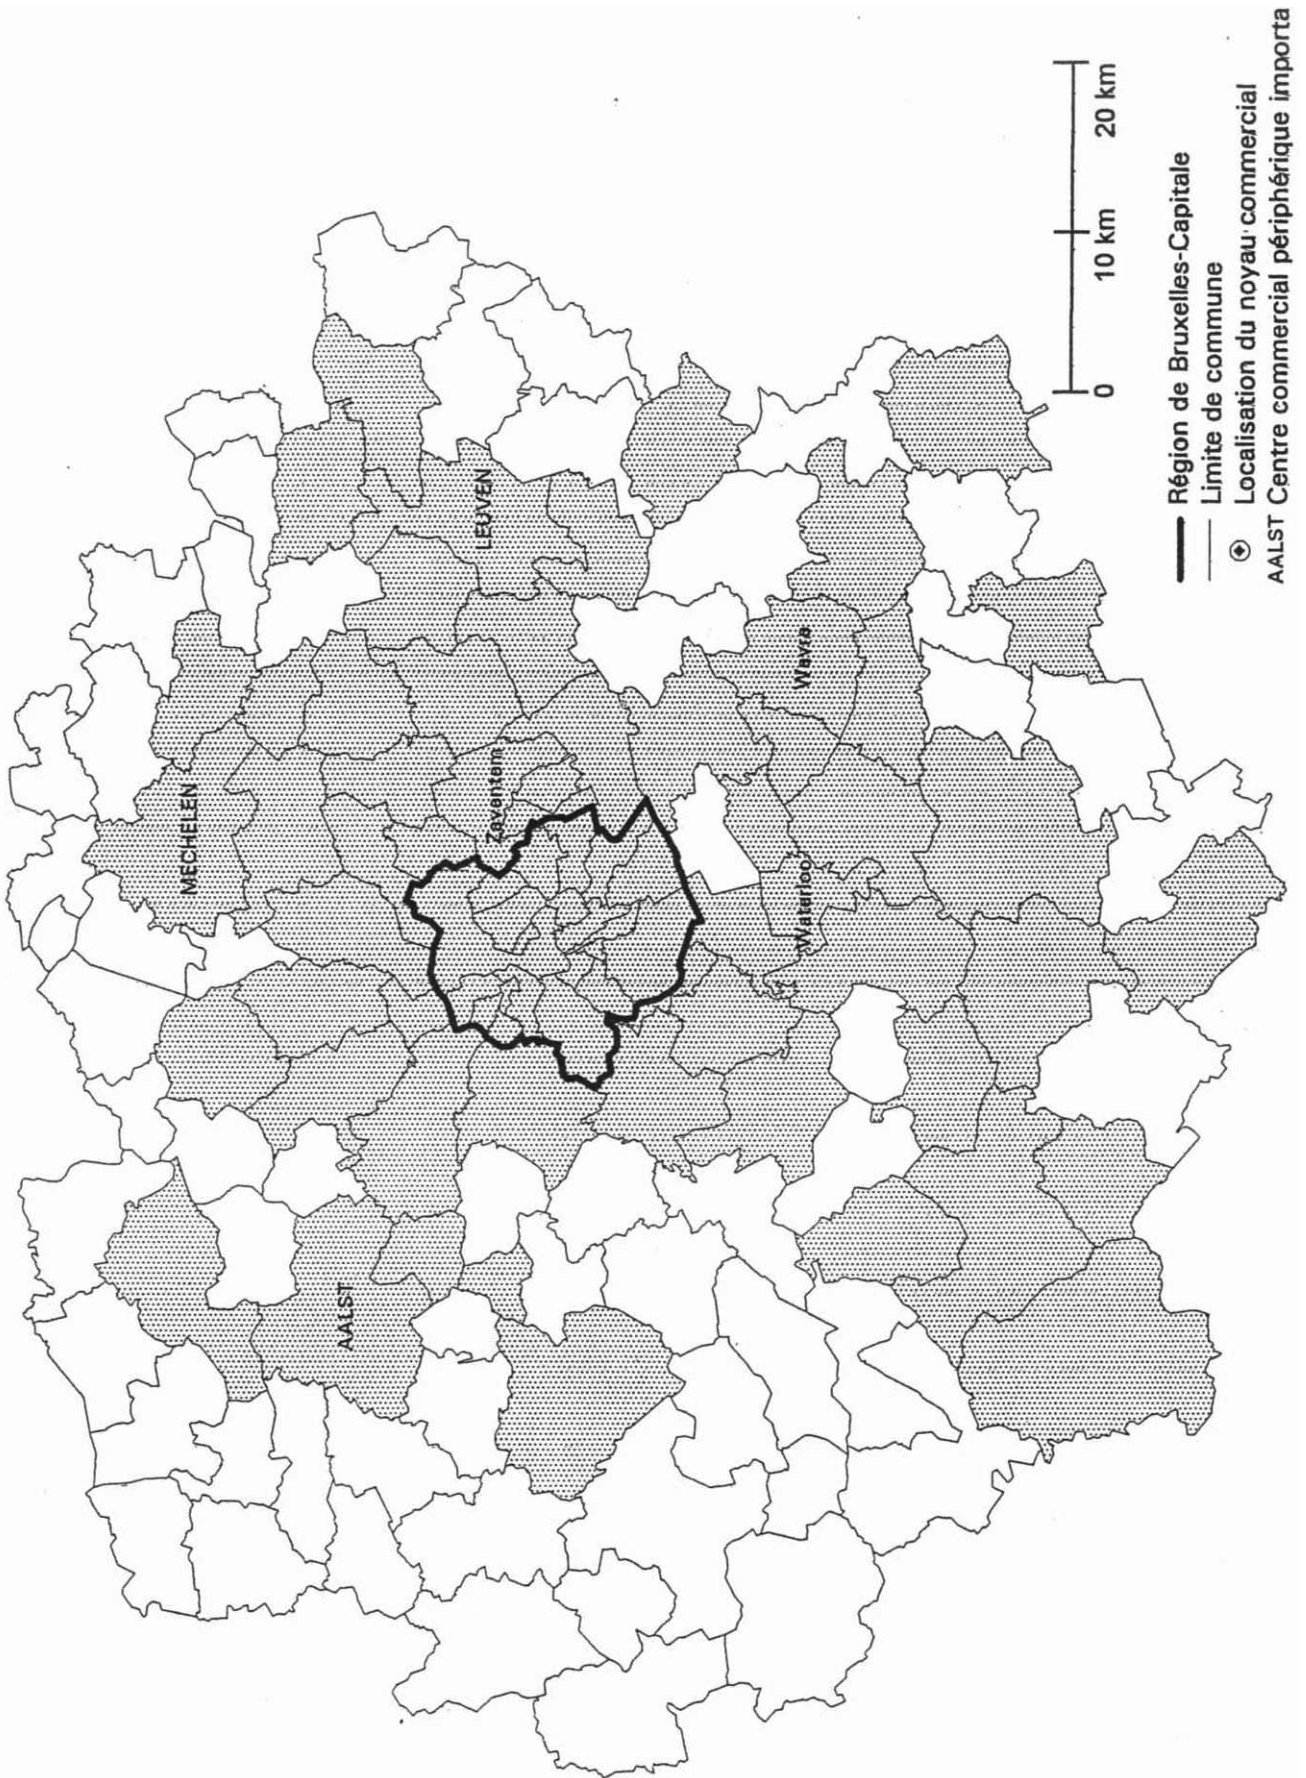 MECHELEN
AALST
LEUVEN
Zaventem
Waterloo
Wavra
0 10 km 20 km
Région de Bruxelles-Capitale
Limite de commune
Localisation du noyau commercial
AALST Centre commercial périphérique importa